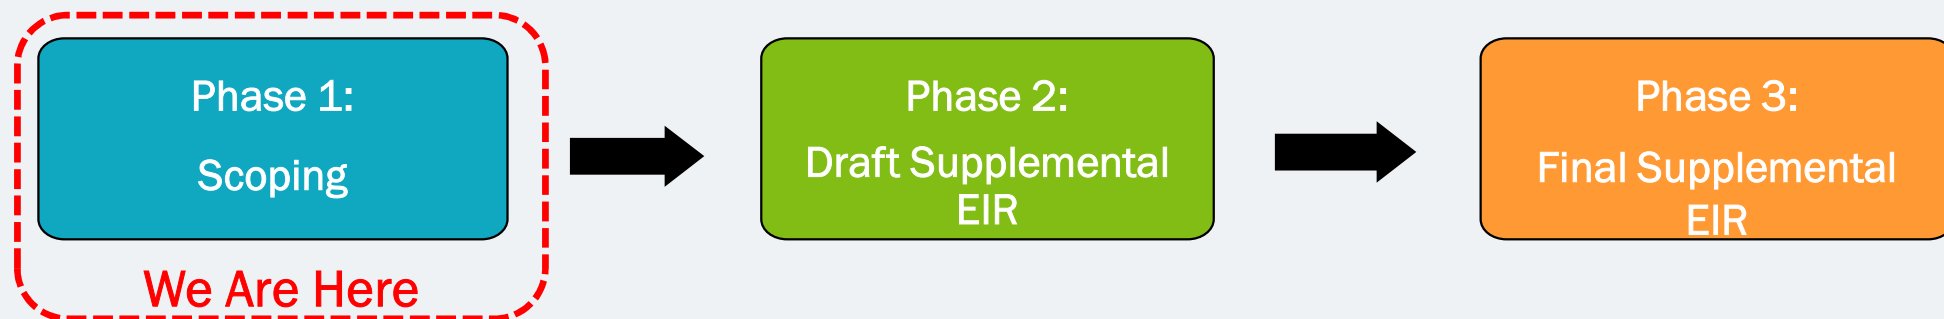 Phase 1:
Scoping
We Are Here
Phase 2:
Draft Supplemental
EIR
Phase 3:
Final Supplemental
EIR